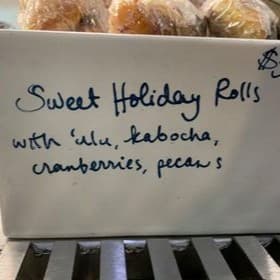 $
Sweet Holiday Rolls
with 'ulu, kabocha,
cranberries, pecans